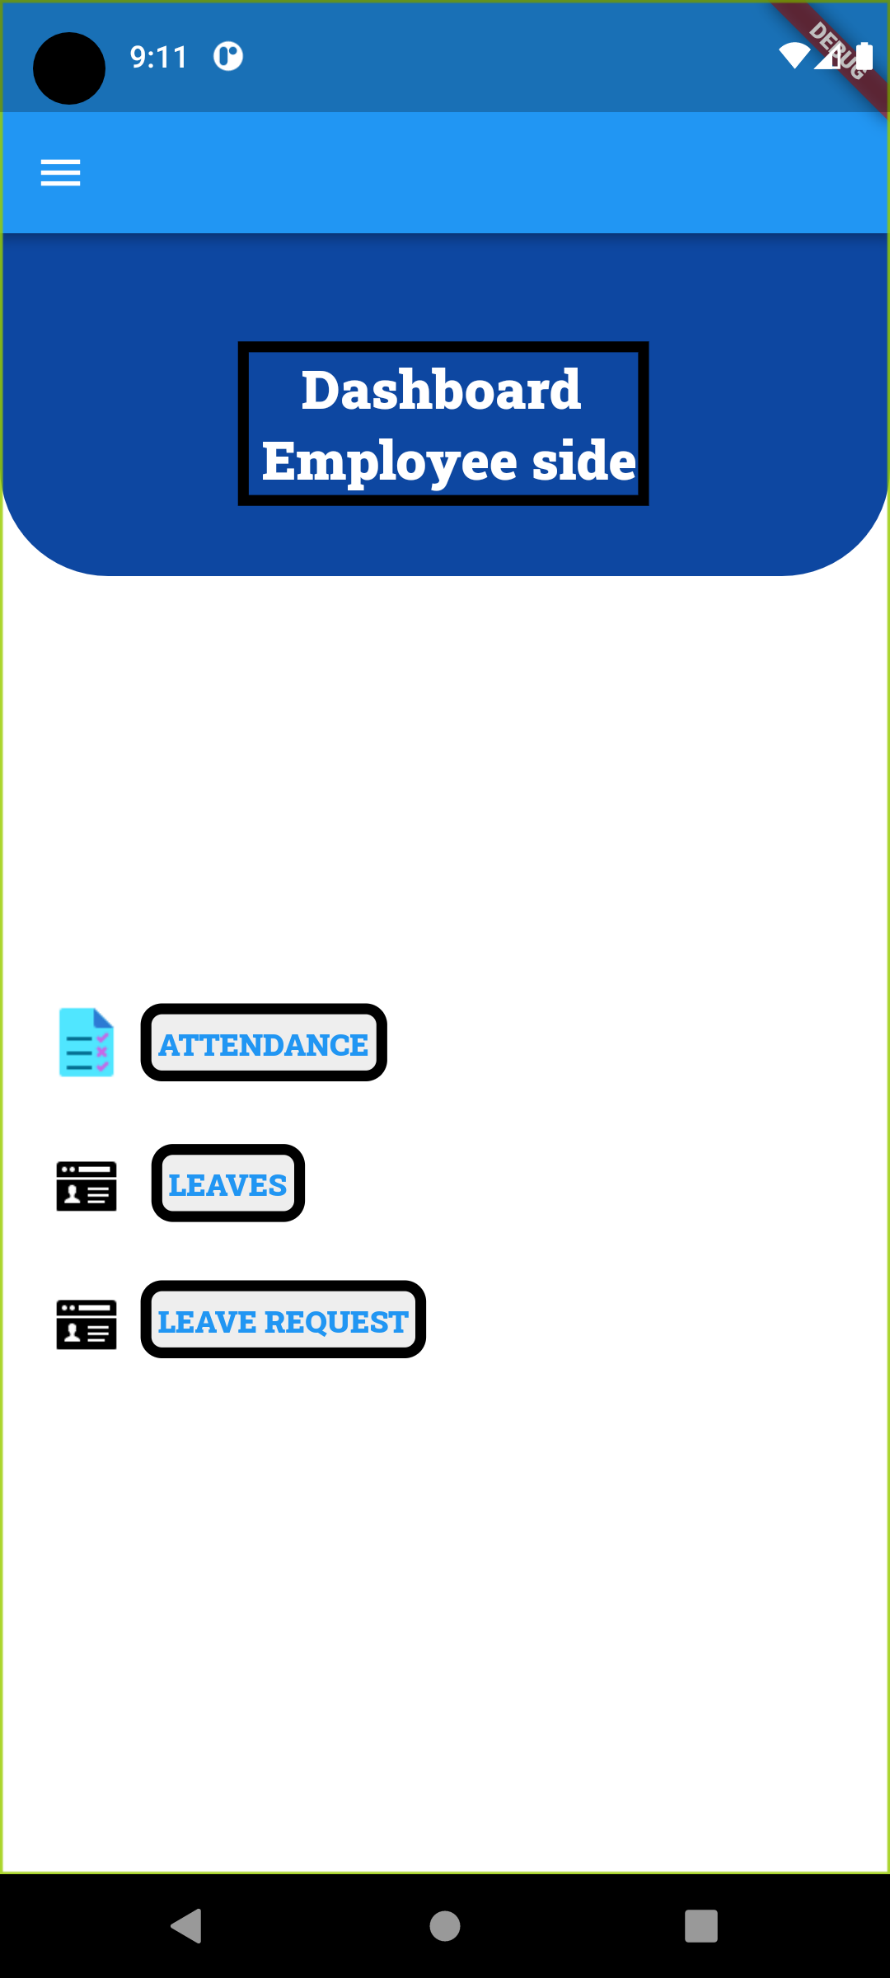 9:11
DEBUG
Dashboard
Employee side
ATTENDANCE
LEAVES
LEAVE REQUEST